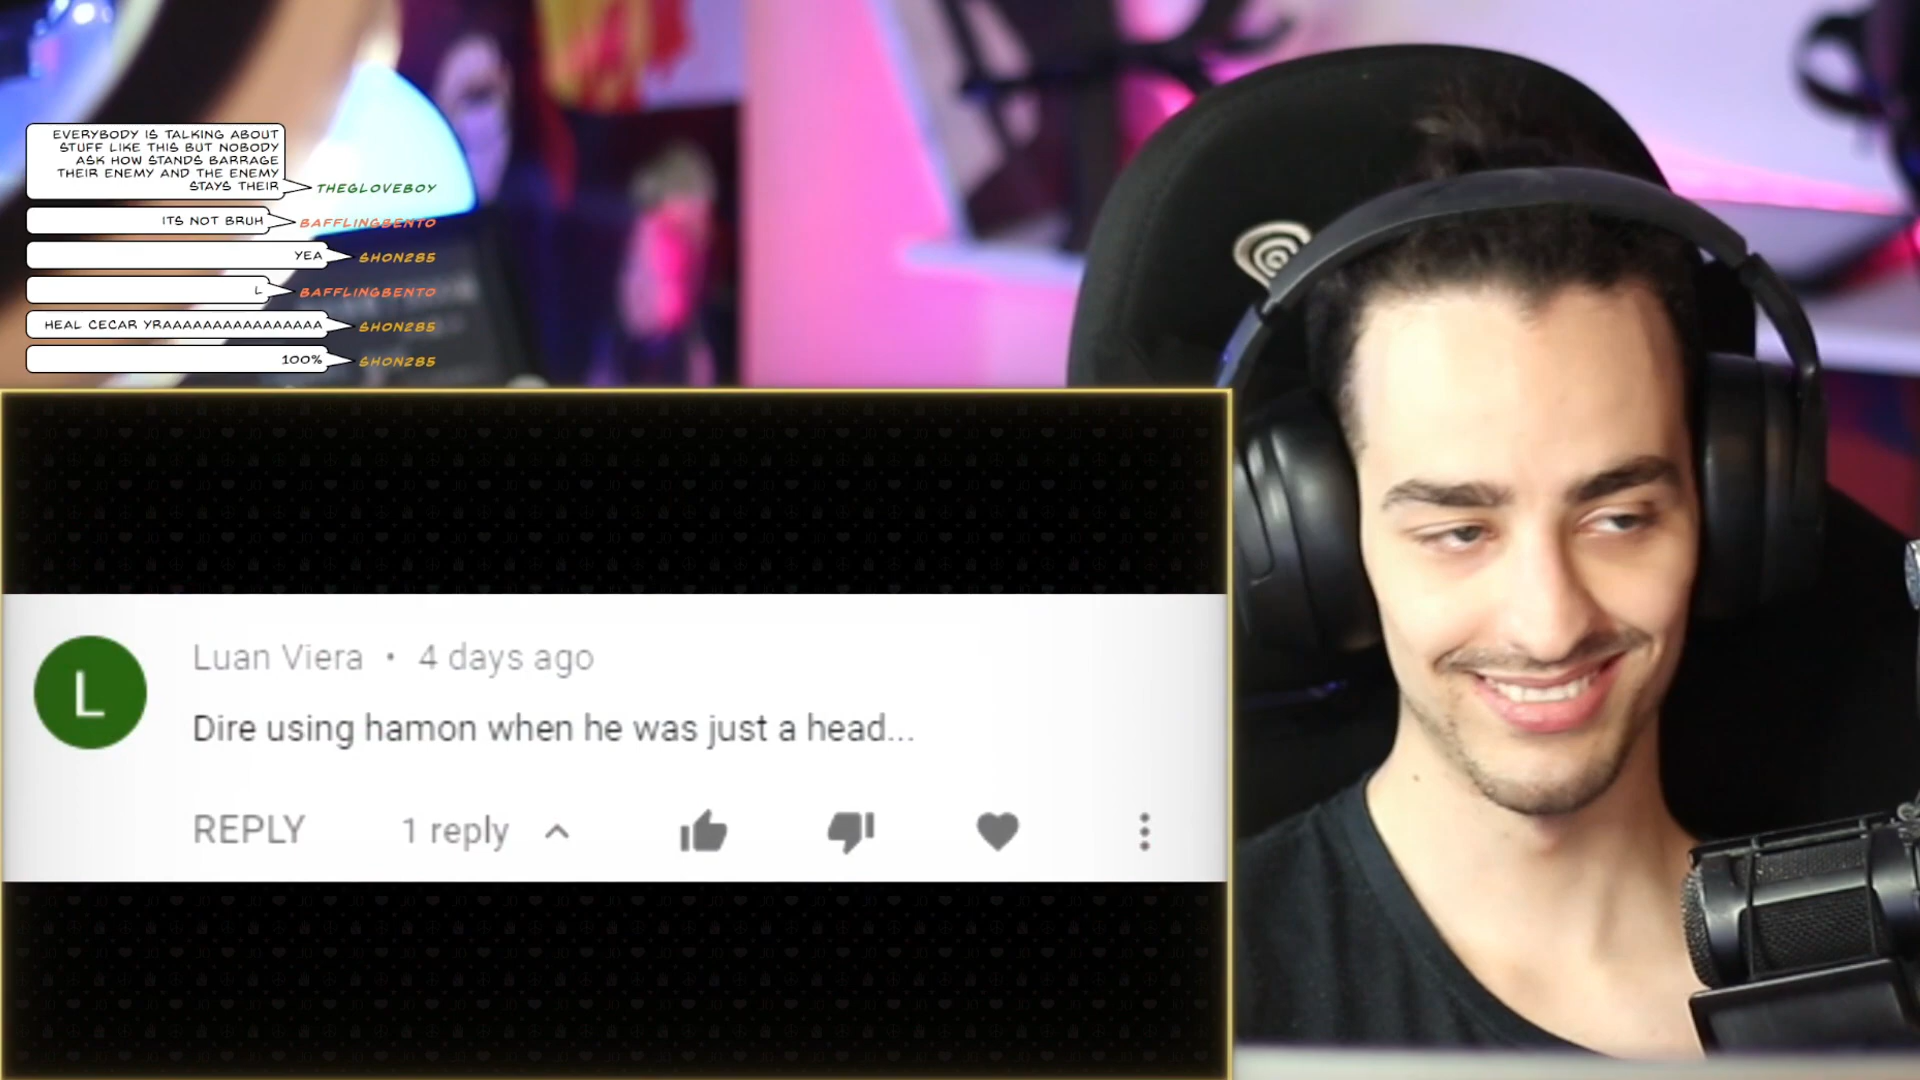 EVERYBODY IS TALKING ABOUT
STUFF LIKE THIS BUT NOBODY
ASK HOW STANDS BARRAGE
THEIR ENEMY AND THE ENEMY
STAYS THEIR
THEGLOVEBOY
ITS NOT BRUH
BAFFLINGBENTO
YEA
SHON285
L
BAFFLINGBENTO
HEAL CECAR YRAAAAAAAAAAAAAAAA
SHON285
100%
SHON285
L
Luan Viera • 4 days ago
Dire using hamon when he was just a head...
REPLY 1 reply